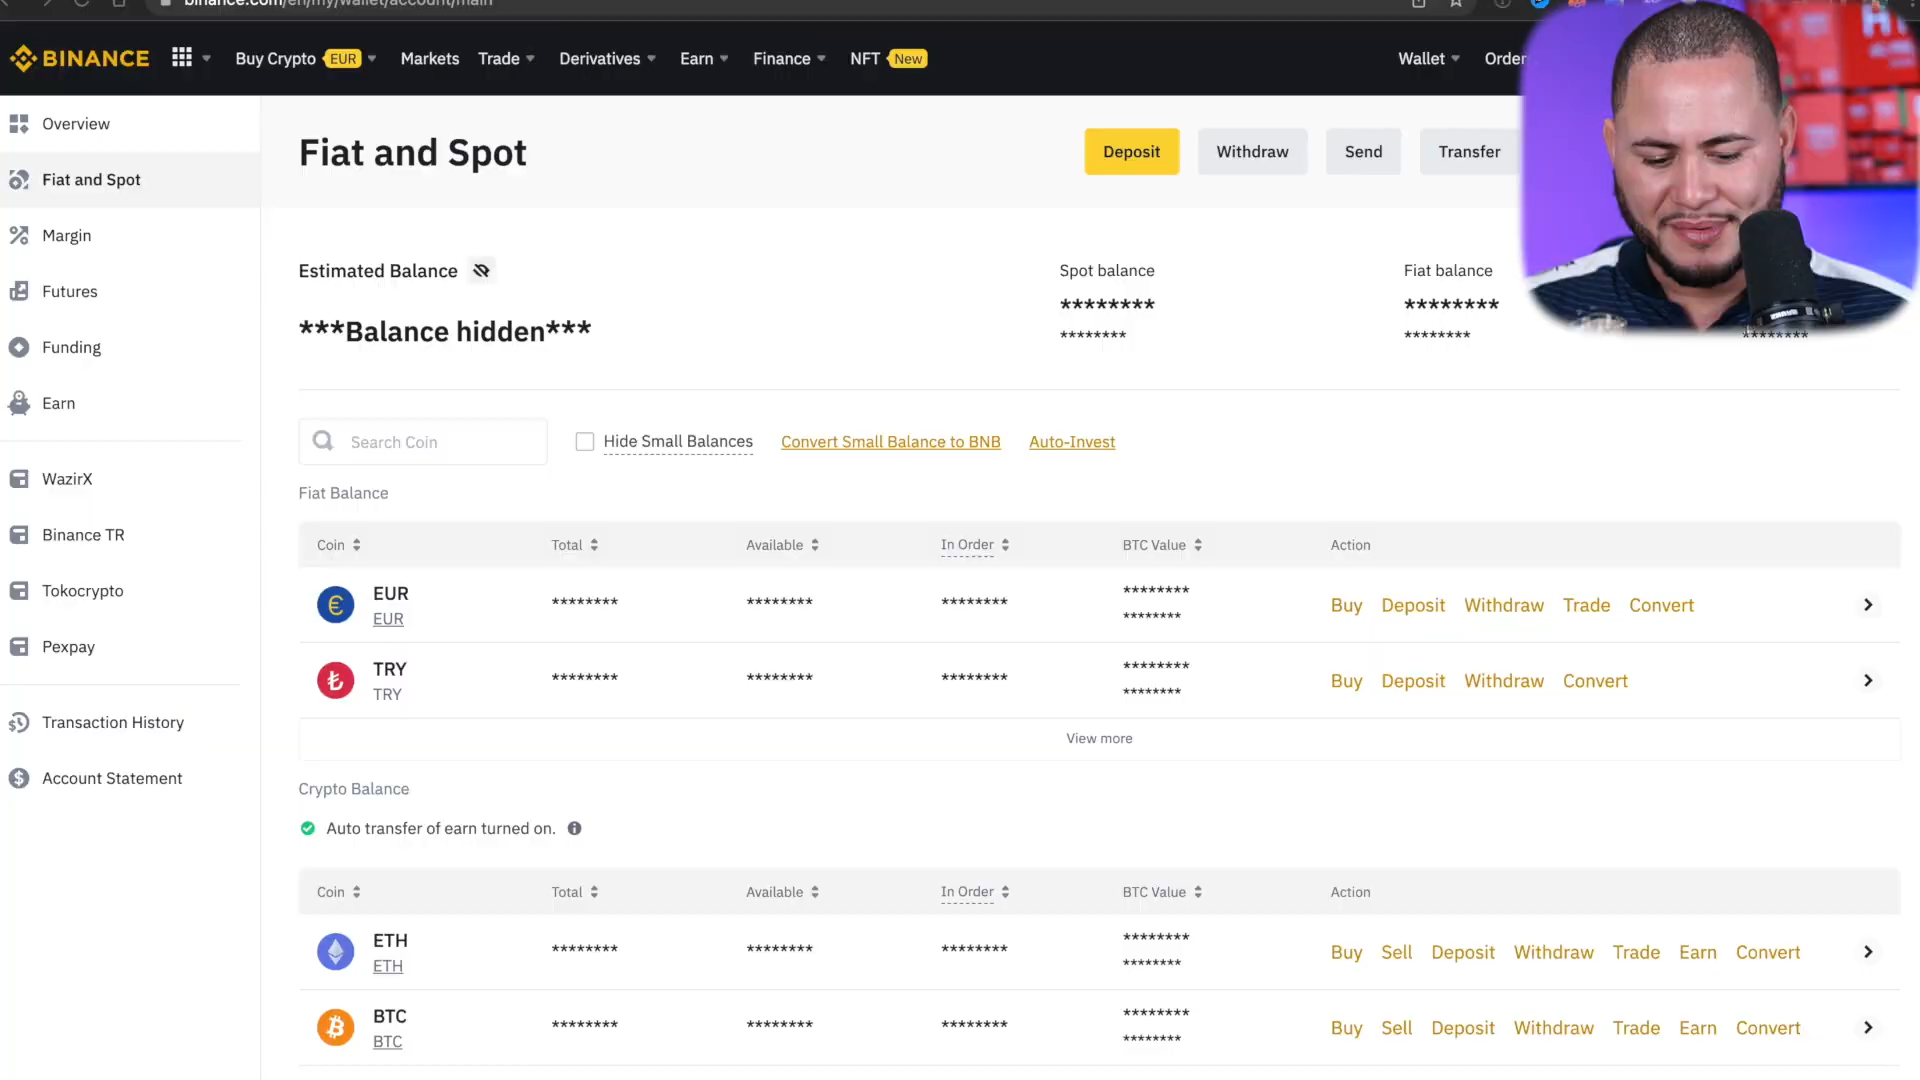 binance.com/en/my/wallet/account/main
BINANCE
Buy Crypto EUR
Markets
Trade
Derivatives
Earn
Finance
NFT New
Wallet
Order
Overview
Fiat and Spot
Margin
Futures
Funding
Earn
WazirX
Binance TR
Tokocrypto
Pexpay
Transaction History
Account Statement
Fiat and Spot
Deposit
Withdraw
Send
Transfer
Estimated Balance
***Balance hidden***
Spot balance
********
********
Fiat balance
********
********
********
Search Coin
Hide Small Balances
Convert Small Balance to BNB
Auto-Invest
Fiat Balance
Coin Total Available In Order BTC Value Action
EUR ******** ******** ******** ******** Buy Deposit Withdraw Trade Convert
EUR ********
TRY ******** ******** ******** ******** Buy Deposit Withdraw Convert
TRY ********
View more
Crypto Balance
Auto transfer of earn turned on.
Coin Total Available In Order BTC Value Action
ETH ******** ******** ******** ******** Buy Sell Deposit Withdraw Trade Earn Convert
ETH ********
BTC ******** ******** ******** ******** Buy Sell Deposit Withdraw Trade Earn Convert
BTC ********